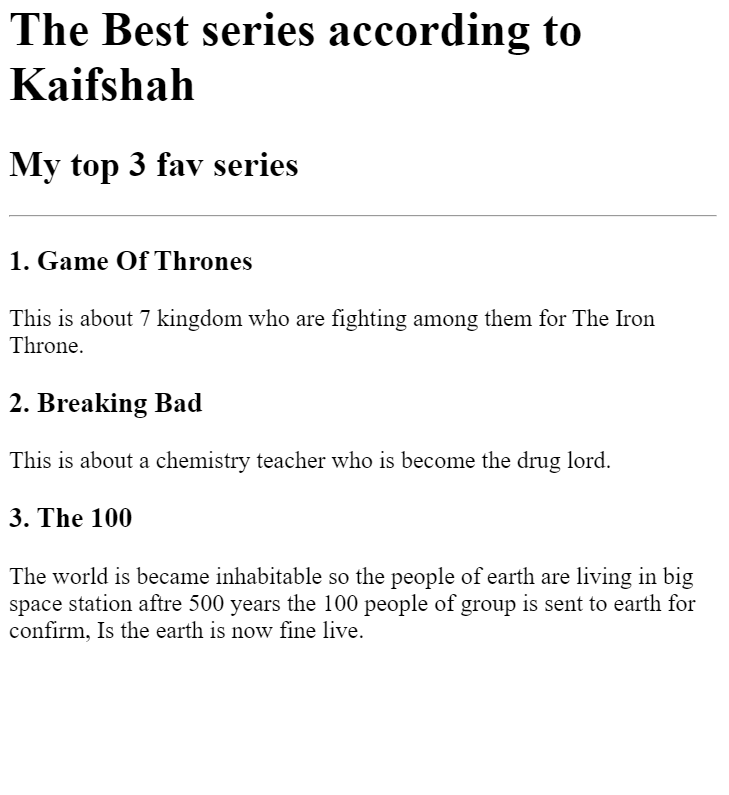 The Best series according to
Kaifshah
My top 3 fav series
1. Game Of Thrones
This is about 7 kingdom who are fighting among them for The Iron
Throne.
2. Breaking Bad
This is about a chemistry teacher who is become the drug lord.
3. The 100
The world is became inhabitable so the people of earth are living in big
space station aftre 500 years the 100 people of group is sent to earth for
confirm, Is the earth is now fine live.